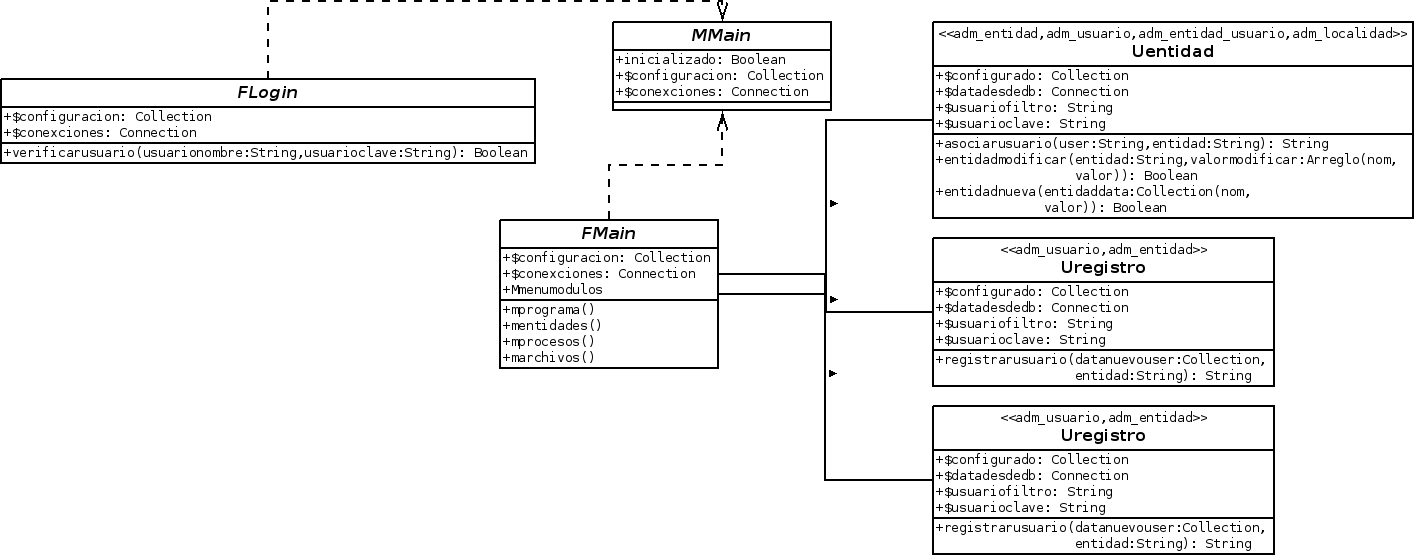 MMain
+inicializado: Boolean
+$configuracion: Collection
+$conexciones: Connection
FLogin
+$configuracion: Collection
+$conexciones: Connection
+verificarusuario(usuarionombre:String,usuarioclave:String): Boolean
FMain
+$configuracion: Collection
+$conexciones: Connection
+Mmenumodulos
+mprograma()
+mentidades()
+mprocesos()
+marchivos()
<<adm_entidad,adm_usuario,adm_entidad_usuario,adm_localidad>>
Uentidad
+$configurado: Collection
+$datadesdedb: Connection
+$usuariofiltro: String
+$usuarioclave: String
+asociarusuario(user:String,entidad:String): String
+entidadmodificar(entidad:String,valormodificar:Arreglo(nom,
valor)): Boolean
+entidadnueva(entidaddata:Collection(nom,
valor)): Boolean
<<adm_usuario,adm_entidad>>
Uregistro
+$configurado: Collection
+$datadesdedb: Connection
+$usuariofiltro: String
+$usuarioclave: String
+registrarusuario(datanuevouser:Collection,
entidad:String): String
<<adm_usuario,adm_entidad>>
Uregistro
+$configurado: Collection
+$datadesdedb: Connection
+$usuariofiltro: String
+$usuarioclave: String
+registrarusuario(datanuevouser:Collection,
entidad:String): String